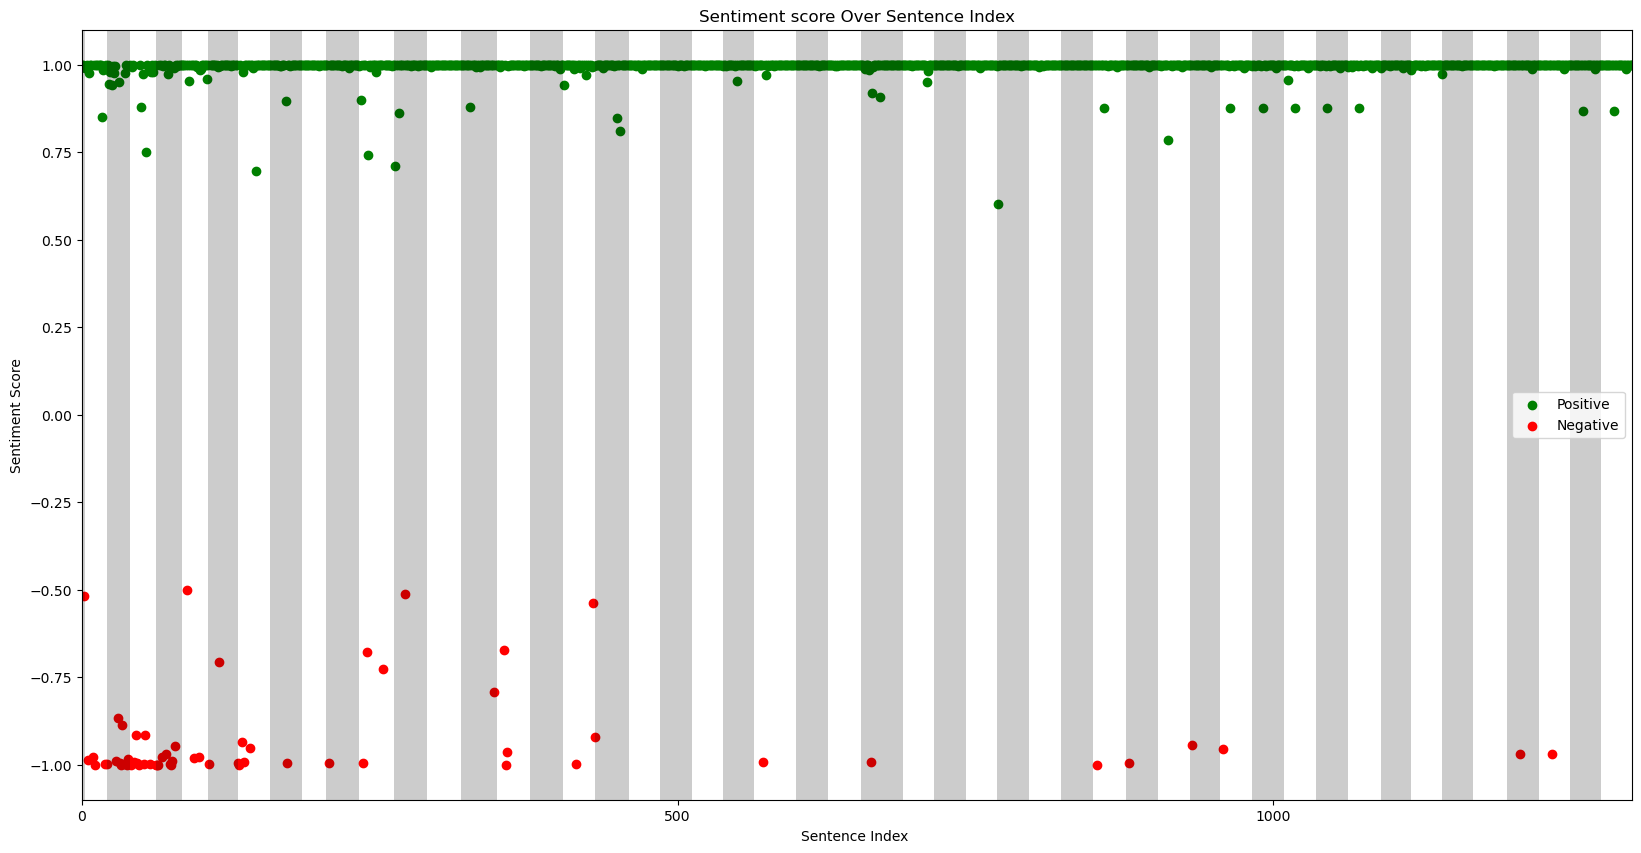 Sentiment score Over Sentence Index
1.00
0.75
0.50
0.25
0.00
−0.25
−0.50
−0.75
−1.00
Sentiment Score
Positive
Negative
0
500
1000
Sentence Index